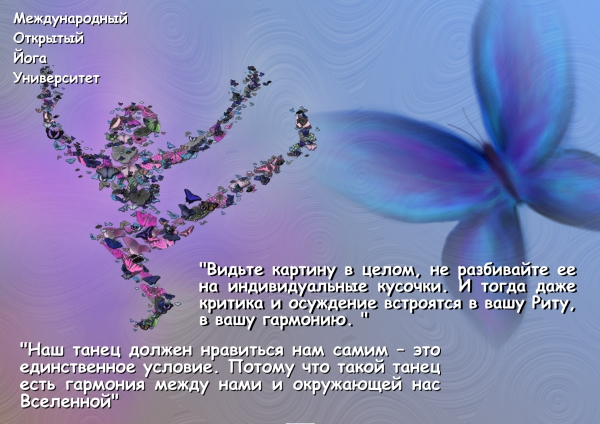 Международный
Открытый
Йога
Университет
"Видьте картину в целом, не разбивайте ее
на индивидуальные кусочки. И тогда даже
критика и осуждение встроятся в вашу Риту,
в вашу гармонию. "
"Наш танец должен нравиться нам самим – это
единственное условие. Потому что такой танец
есть гармония между нами и окружающей нас
Вселенной"